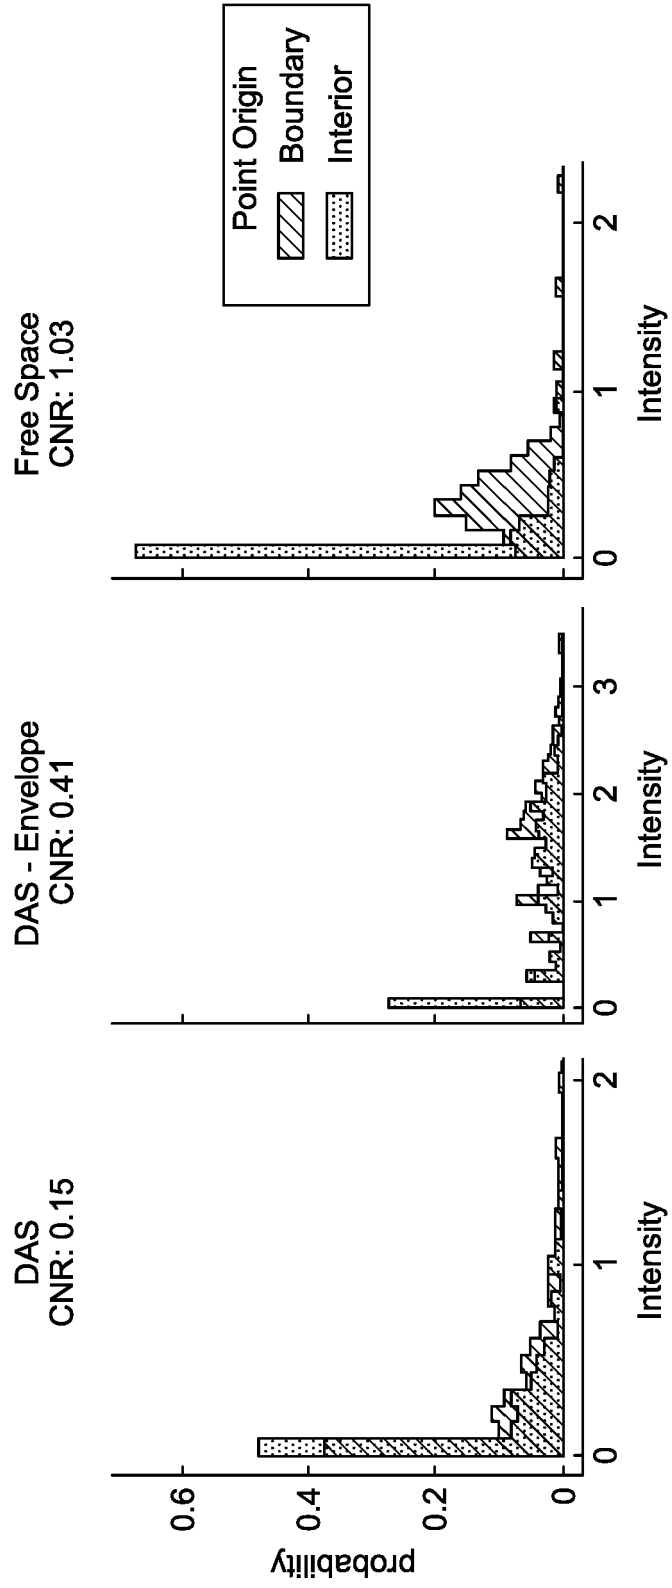 DAS
CNR: 0.15
DAS - Envelope
CNR: 0.41
Free Space
CNR: 1.03
Point Origin
Boundary
Interior
probability
0.6
0.4
0.2
0
0
1
2
Intensity
0
1
2
3
Intensity
0
1
2
Intensity